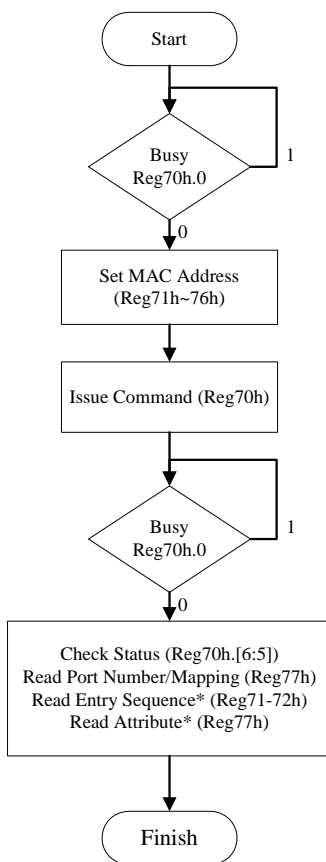 Start
Busy
Reg70h.0
1
0
Set MAC Address
(Reg71h~76h)
Issue Command (Reg70h)
Busy
Reg70h.0
1
0
Check Status (Reg70h.[6:5])
Read Port Number/Mapping (Reg77h)
Read Entry Sequence* (Reg71-72h)
Read Attribute* (Reg77h)
Finish